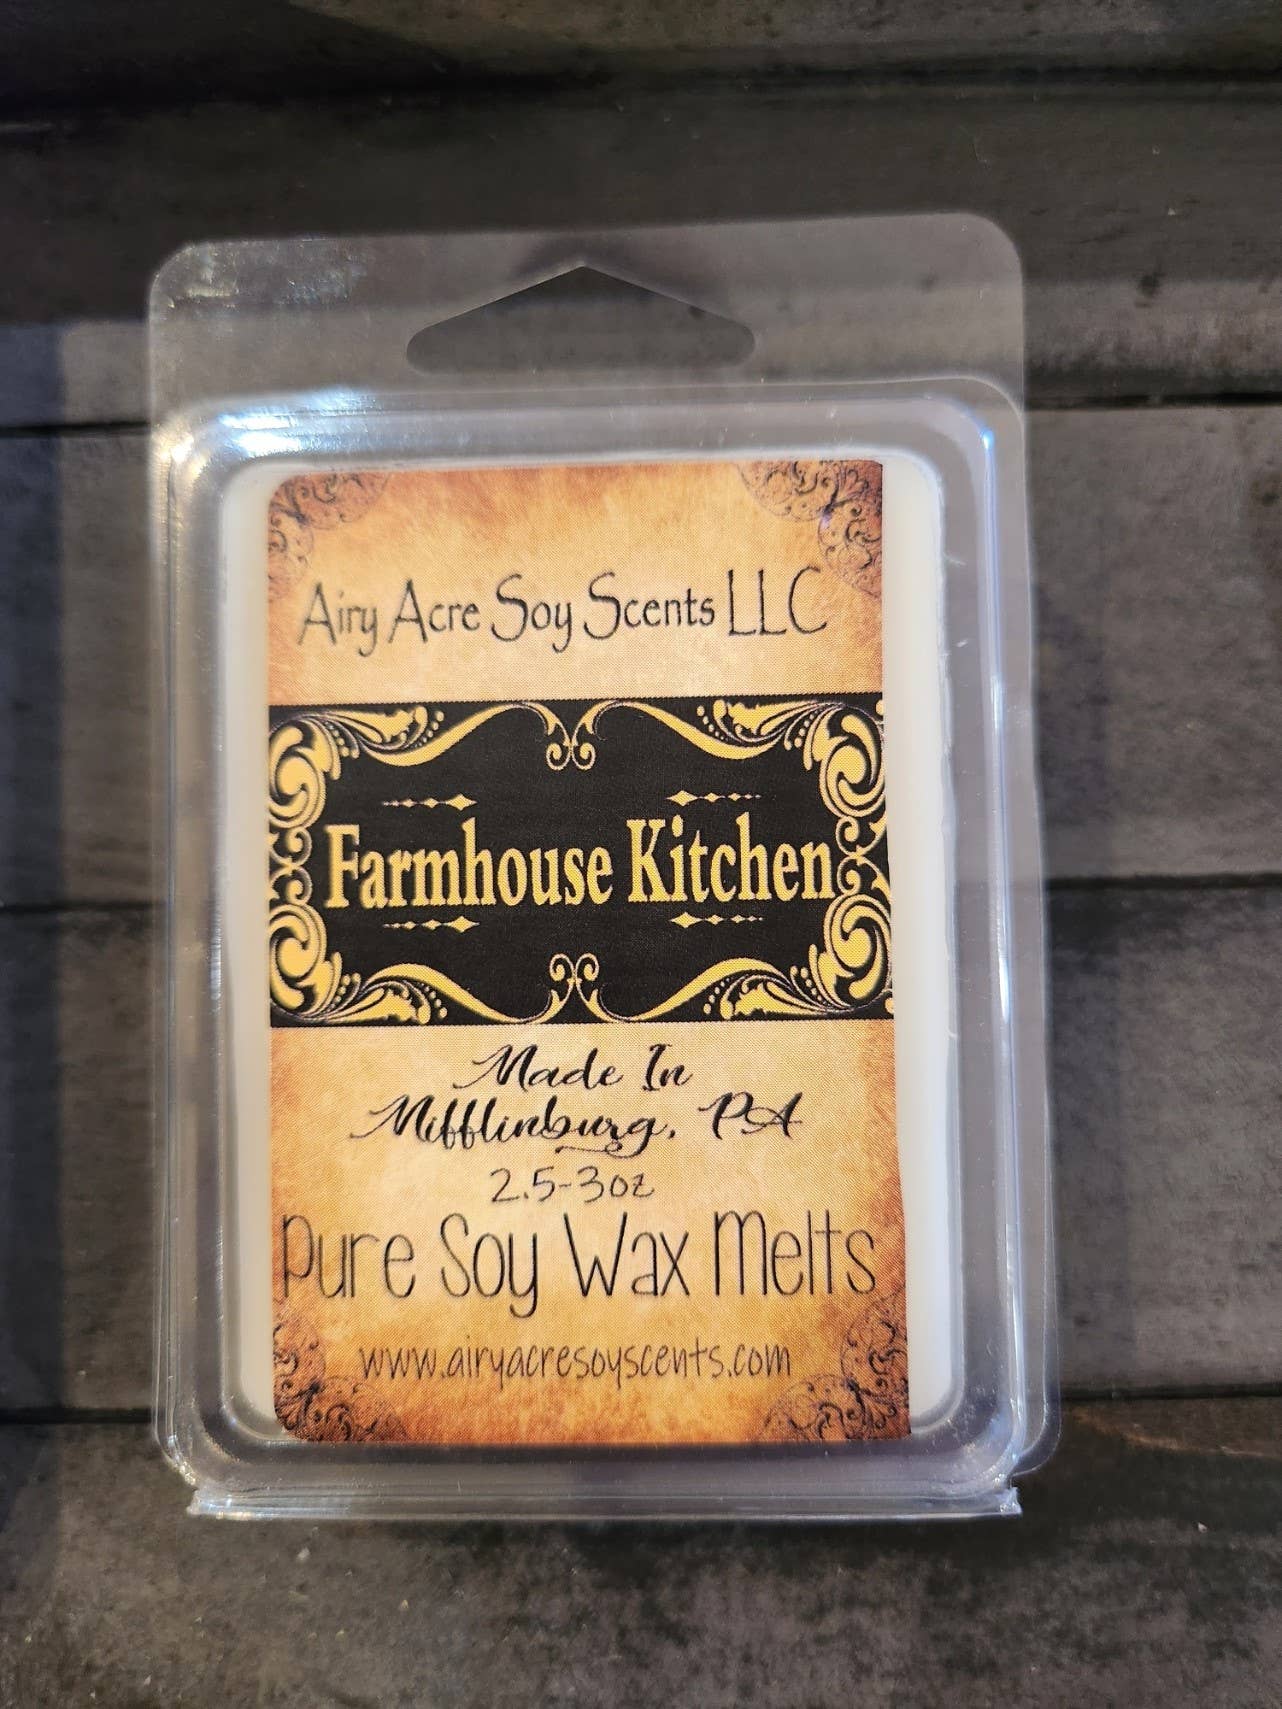 Airy Acre Soy Scents LLC
Farmhouse Kitchen
Made In
Mifflinburg, PA
2.5-3oz
Pure Soy Wax Melts
www.airyacresoyscents.com